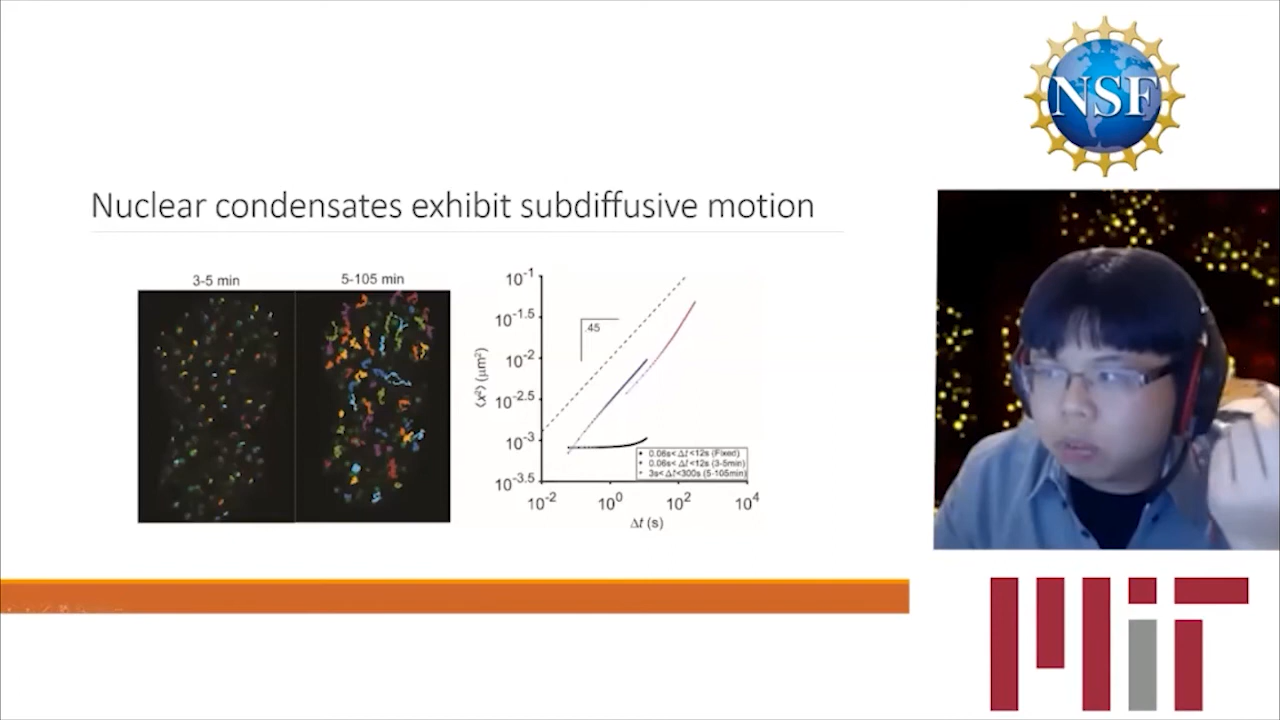 NSF
Nuclear condensates exhibit subdiffusive motion
3-5 min
5-105 min
10⁻¹
10⁻¹·⁵
10⁻²
10⁻²·⁵
10⁻³
10⁻³·⁵
⟨x²⟩ (μm²)
.45
0.06s< Δt<12s (Fixed)
0.06s< Δt<12s (3-5min)
3s< Δt<300s (5-105min)
10⁻²
10⁰
10²
10⁴
Δt (s)
MIT